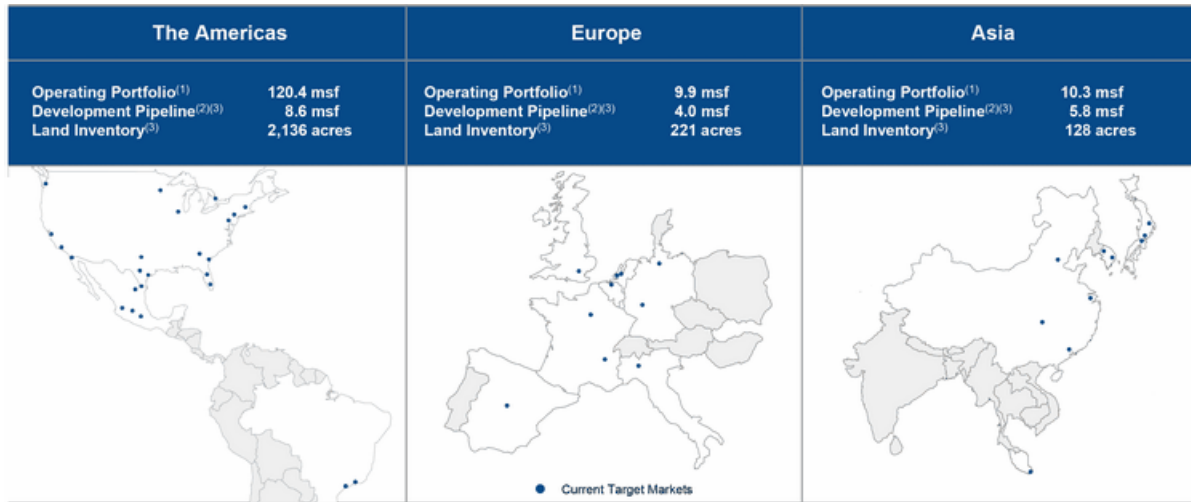 The Americas
Operating Portfolio(1) 120.4 msf
Development Pipeline(2)(3) 8.6 msf
Land Inventory(3) 2,136 acres
Europe
Operating Portfolio(1) 9.9 msf
Development Pipeline(2)(3) 4.0 msf
Land Inventory(3) 221 acres
Asia
Operating Portfolio(1) 10.3 msf
Development Pipeline(2)(3) 5.8 msf
Land Inventory(3) 128 acres
Current Target Markets